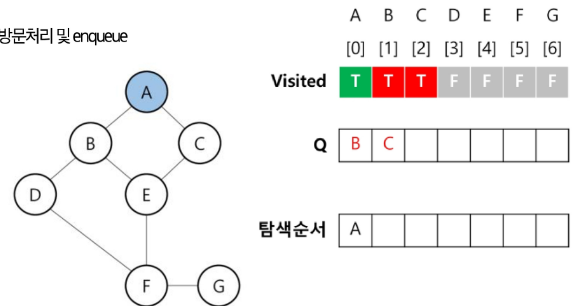 방문처리 및 enqueue
A B C D E F G
[0] [1] [2] [3] [4] [5] [6]
Visited T T T F F F F
Q B C
탐색순서 A
A
B C
D E
F G